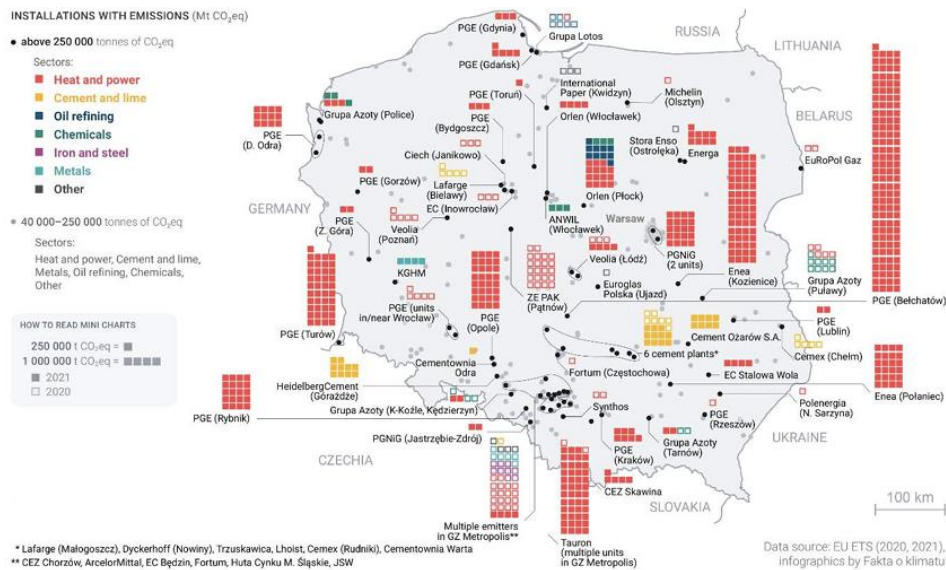 INSTALLATIONS WITH EMISSIONS (Mt CO₂eq)
above 250 000 tonnes of CO₂eq
Sectors:
Heat and power
Cement and lime
Oil refining
Chemicals
Iron and steel
Metals
Other
40 000–250 000 tonnes of CO₂eq
Sectors:
Heat and power, Cement and lime,
Metals, Oil refining, Chemicals,
Other
HOW TO READ MINI CHARTS
250 000 t CO₂eq =
1 000 000 t CO₂eq =
2021
2020
RUSSIA
LITHUANIA
BELARUS
UKRAINE
SLOVAKIA
CZECHIA
GERMANY
Warsaw
PGE (Gdynia)
Grupa Lotos
PGE (Gdańsk)
International
Paper (Kwidzyn)
Michelin
(Olsztyn)
PGE (Toruń)
Orlen (Włocławek)
Grupa Azoty (Police)
PGE
(D. Odra)
PGE
(Bydgoszcz)
Stora Enso
(Ostrołęka)
Energa
EuRoPol Gaz
Ciech (Janikowo)
PGE (Gorzów)
Lafarge
(Bielawy)
Orlen (Płock)
EC (Inowrocław)
ANWIL
(Włocławek)
PGE
(Z. Góra)
Veolia
(Poznań)
Veolia (Łódź)
PGNiG
(2 units)
Enea
(Kozienice)
Grupa Azoty
(Puławy)
KGHM
Euroglas
Polska (Ujazd)
ZE PAK
(Pątnów)
PGE (Bełchatów)
PGE (units
in/near Wrocław)
PGE
(Opole)
PGE
(Lublin)
PGE (Turów)
Cement Ożarów S.A.
6 cement plants*
Cemex (Chełm)
Cementownia
Odra
Fortum (Częstochowa)
EC Stalowa Wola
HeidelbergCement
(Górażdże)
Enea (Połaniec)
Grupa Azoty (K-Koźle, Kędzierzyn)
Synthos
Polenergia
(N. Sarzyna)
PGE (Rybnik)
PGE
(Rzeszów)
PGNiG (Jastrzębie-Zdrój)
PGE
(Kraków)
Grupa Azoty
(Tarnów)
CEZ Skawina
Multiple emitters
in GZ Metropolis**
Tauron
(multiple units
in GZ Metropolis)
100 km
* Lafarge (Małogoszcz), Dyckerhoff (Nowiny), Trzuskawica, Lhoist, Cemex (Rudniki), Cementownia Warta
** CEZ Chorzów, ArcelorMittal, EC Będzin, Fortum, Huta Cynku M. Śląskie, JSW
Data source: EU ETS (2020, 2021),
infographics by Fakta o klimatu